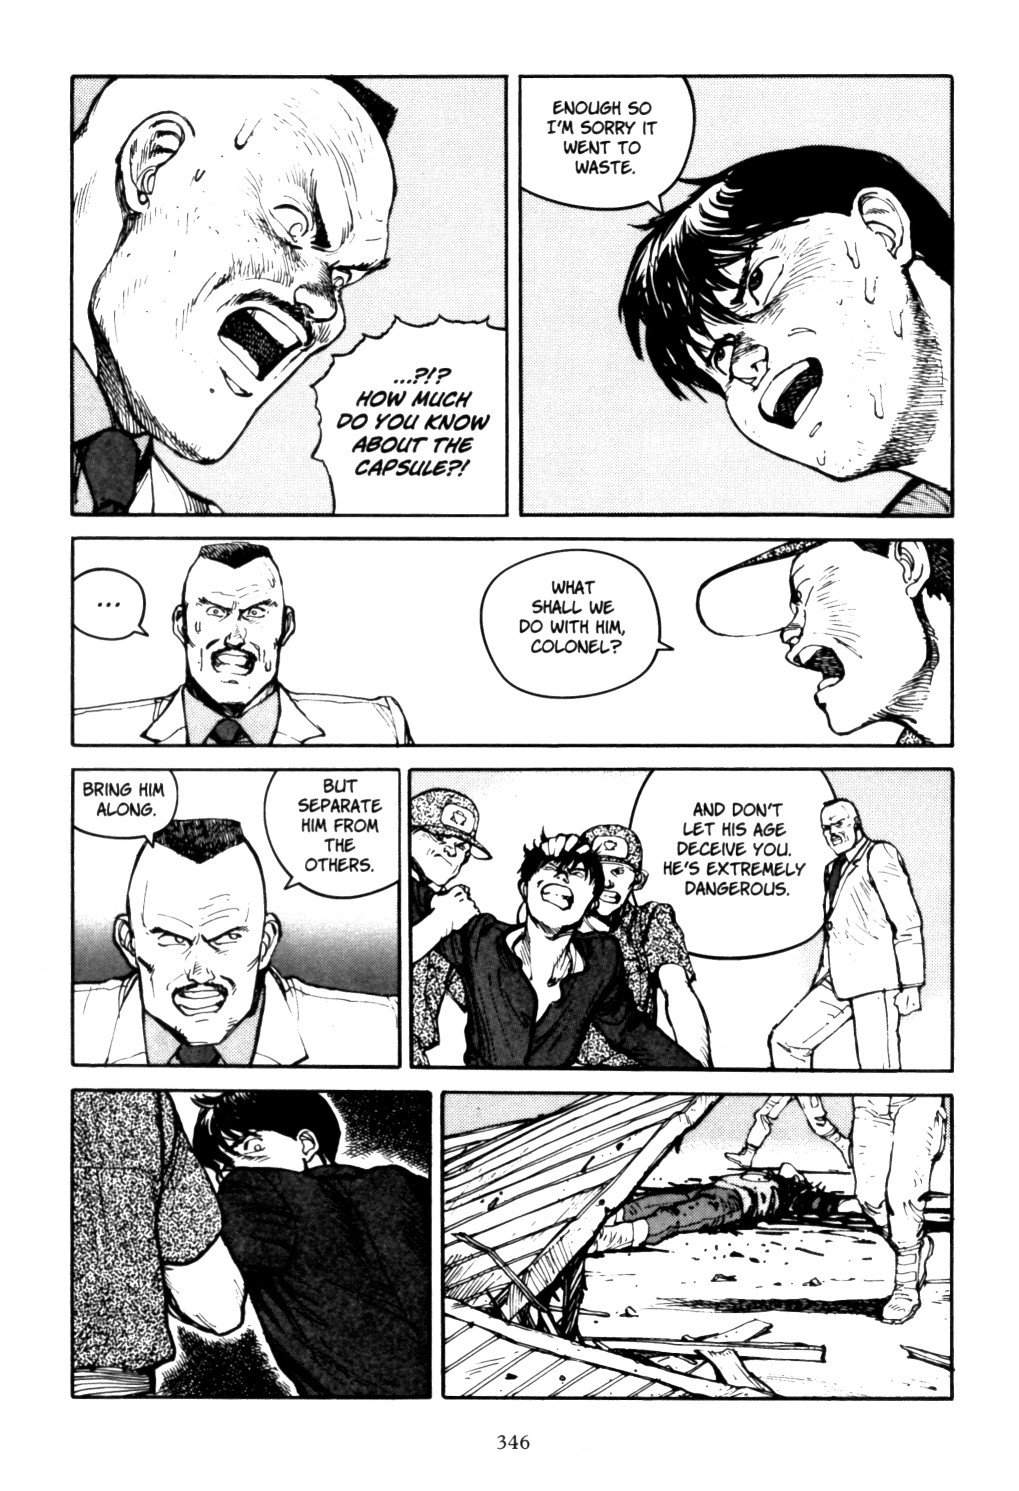 ...?!?
HOW MUCH
DO YOU KNOW
ABOUT THE
CAPSULE?!
ENOUGH SO
I'M SORRY IT
WENT TO
WASTE.
...
WHAT
SHALL WE
DO WITH HIM,
COLONEL?
BRING HIM
ALONG.
BUT
SEPARATE
HIM FROM
THE
OTHERS.
AND DON'T
LET HIS AGE
DECEIVE YOU.
HE'S EXTREMELY
DANGEROUS.
346